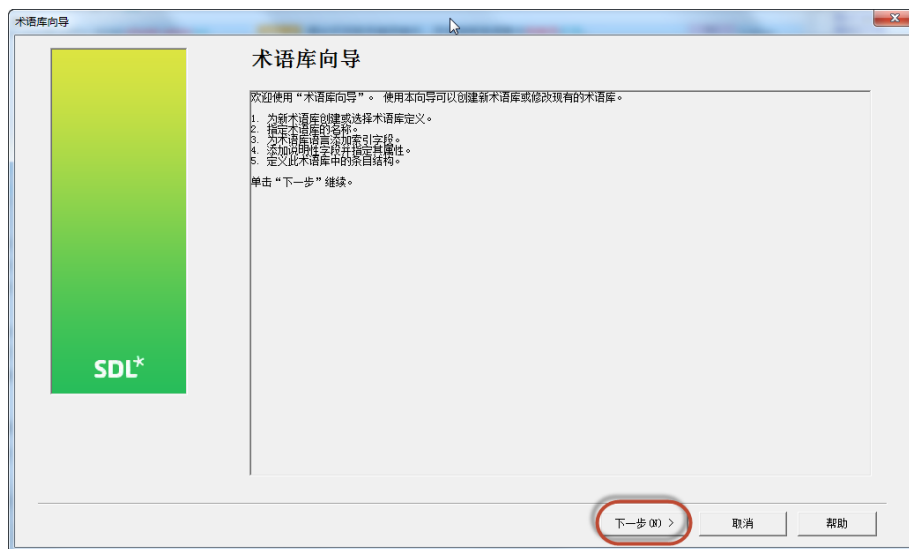 术语库向导
术语库向导
欢迎使用“术语库向导”。 使用本向导可以创建新术语库或修改现有的术语库。
1. 为新术语库创建或选择术语库定义。
2. 指定术语库的名称。
3. 为术语库语言添加索引字段。
4. 添加说明性字段并指定其属性。
5. 定义此术语库中的条目结构。
单击“下一步”继续。
SDL*
下一步(N) >
取消
帮助